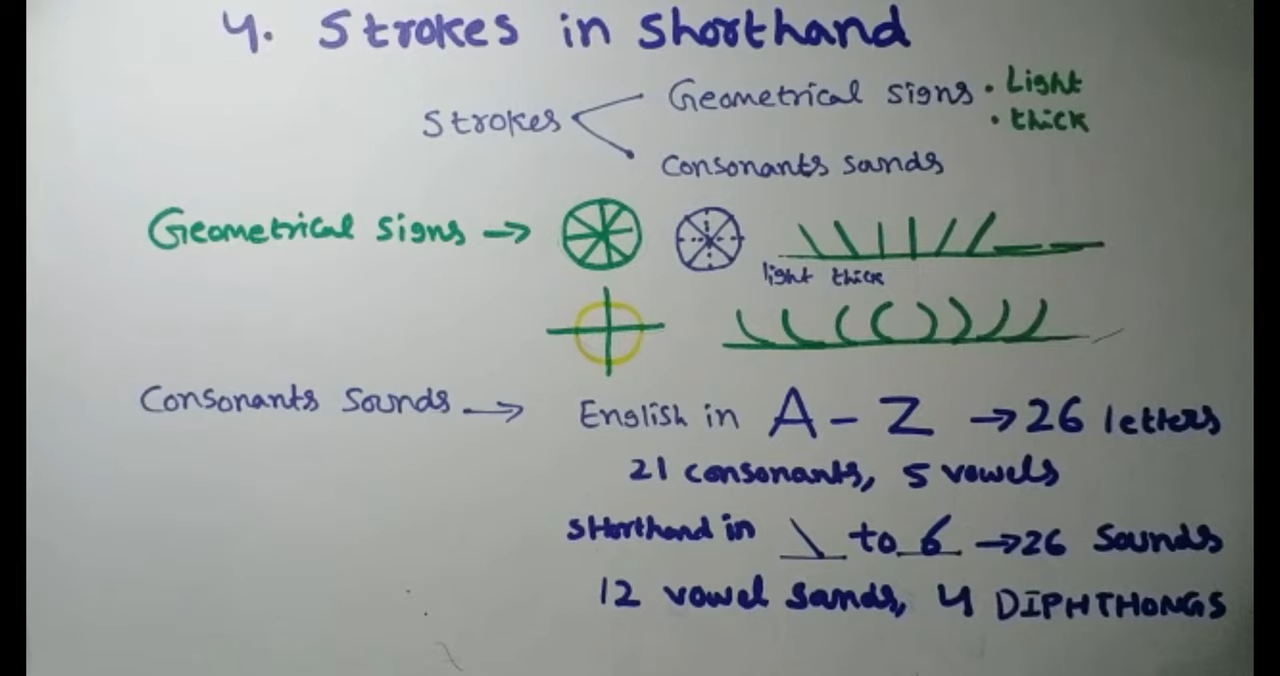 4. Strokes in shorthand
Strokes
Geometrical signs • Light
• thick
Consonants sounds
Geometrical signs →
light thick
Consonants Sounds → English in A - Z → 26 letters
21 consonants, 5 vowels
Shorthand in \ to 6 → 26 Sounds
12 vowel sands, 4 DIPHTHONGS